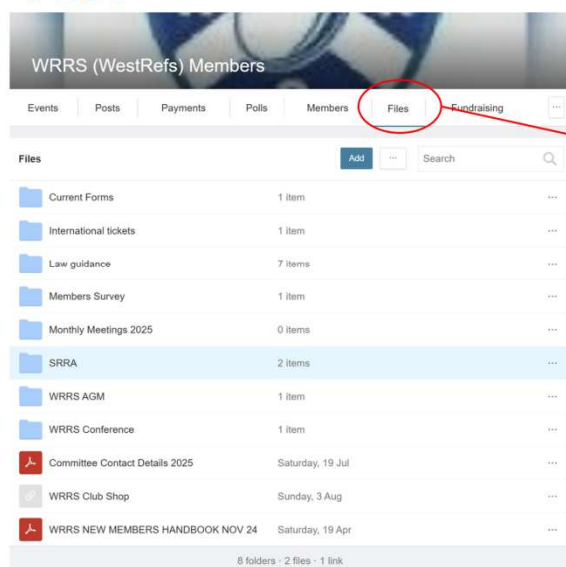 WRRS (WestRefs) Members
Events Posts Payments Polls Members Files Fundraising ...
Files Add ... Search
Current Forms 1 item ...
International tickets 1 item ...
Law guidance 7 items ...
Members Survey 1 item ...
Monthly Meetings 2025 0 items ...
SRRA 2 items ...
WRRS AGM 1 item ...
WRRS Conference 1 item ...
Committee Contact Details 2025 Saturday, 19 Jul ...
WRRS Club Shop Sunday, 3 Aug ...
WRRS NEW MEMBERS HANDBOOK NOV 24 Saturday, 19 Apr ...
8 folders · 2 files · 1 link